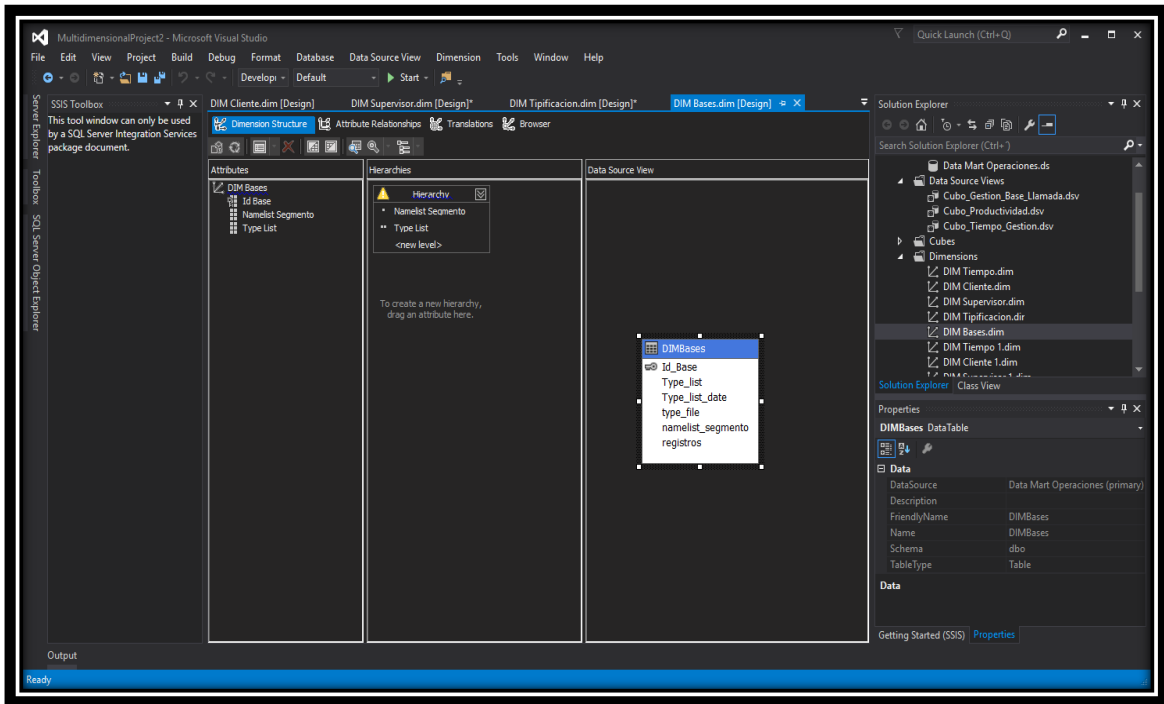 MultidimensionalProject2 - Microsoft Visual Studio
Quick Launch (Ctrl+Q)
File Edit View Project Build Debug Format Database Data Source View Dimension Tools Window Help
Developi Default Start
Server Explorer
Toolbox
SQL Server Object Explorer
SSIS Toolbox
This tool window can only be used
by a SQL Server Integration Services
package document.
DIM Cliente.dim [Design] DIM Supervisor.dim [Design]* DIM Tipificacion.dim [Design]* DIM Bases.dim [Design]
Dimension Structure Attribute Relationships Translations Browser
Attributes
DIM Bases
Id Base
Namelist Segmento
Type List
Hierarchies
Hierarchy
Namelist Segmento
Type List
<new level>
To create a new hierarchy,
drag an attribute here.
Data Source View
DIMBases
Id_Base
Type_list
Type_list_date
type_file
namelist_segmento
registros
Solution Explorer
Search Solution Explorer (Ctrl+´)
Data Mart Operaciones.ds
Data Source Views
Cubo_Gestion_Base_Llamada.dsv
Cubo_Productividad.dsv
Cubo_Tiempo_Gestion.dsv
Cubes
Dimensions
DIM Tiempo.dim
DIM Cliente.dim
DIM Supervisor.dim
DIM Tipificacion.dir
DIM Bases.dim
DIM Tiempo 1.dim
DIM Cliente 1.dim
DIM Supervisor 1.dim
Solution Explorer Class View
Properties
DIMBases DataTable
Data
DataSource Data Mart Operaciones (primary)
Description
FriendlyName DIMBases
Name DIMBases
Schema dbo
TableType Table
Data
Getting Started (SSIS) Properties
Output
Ready